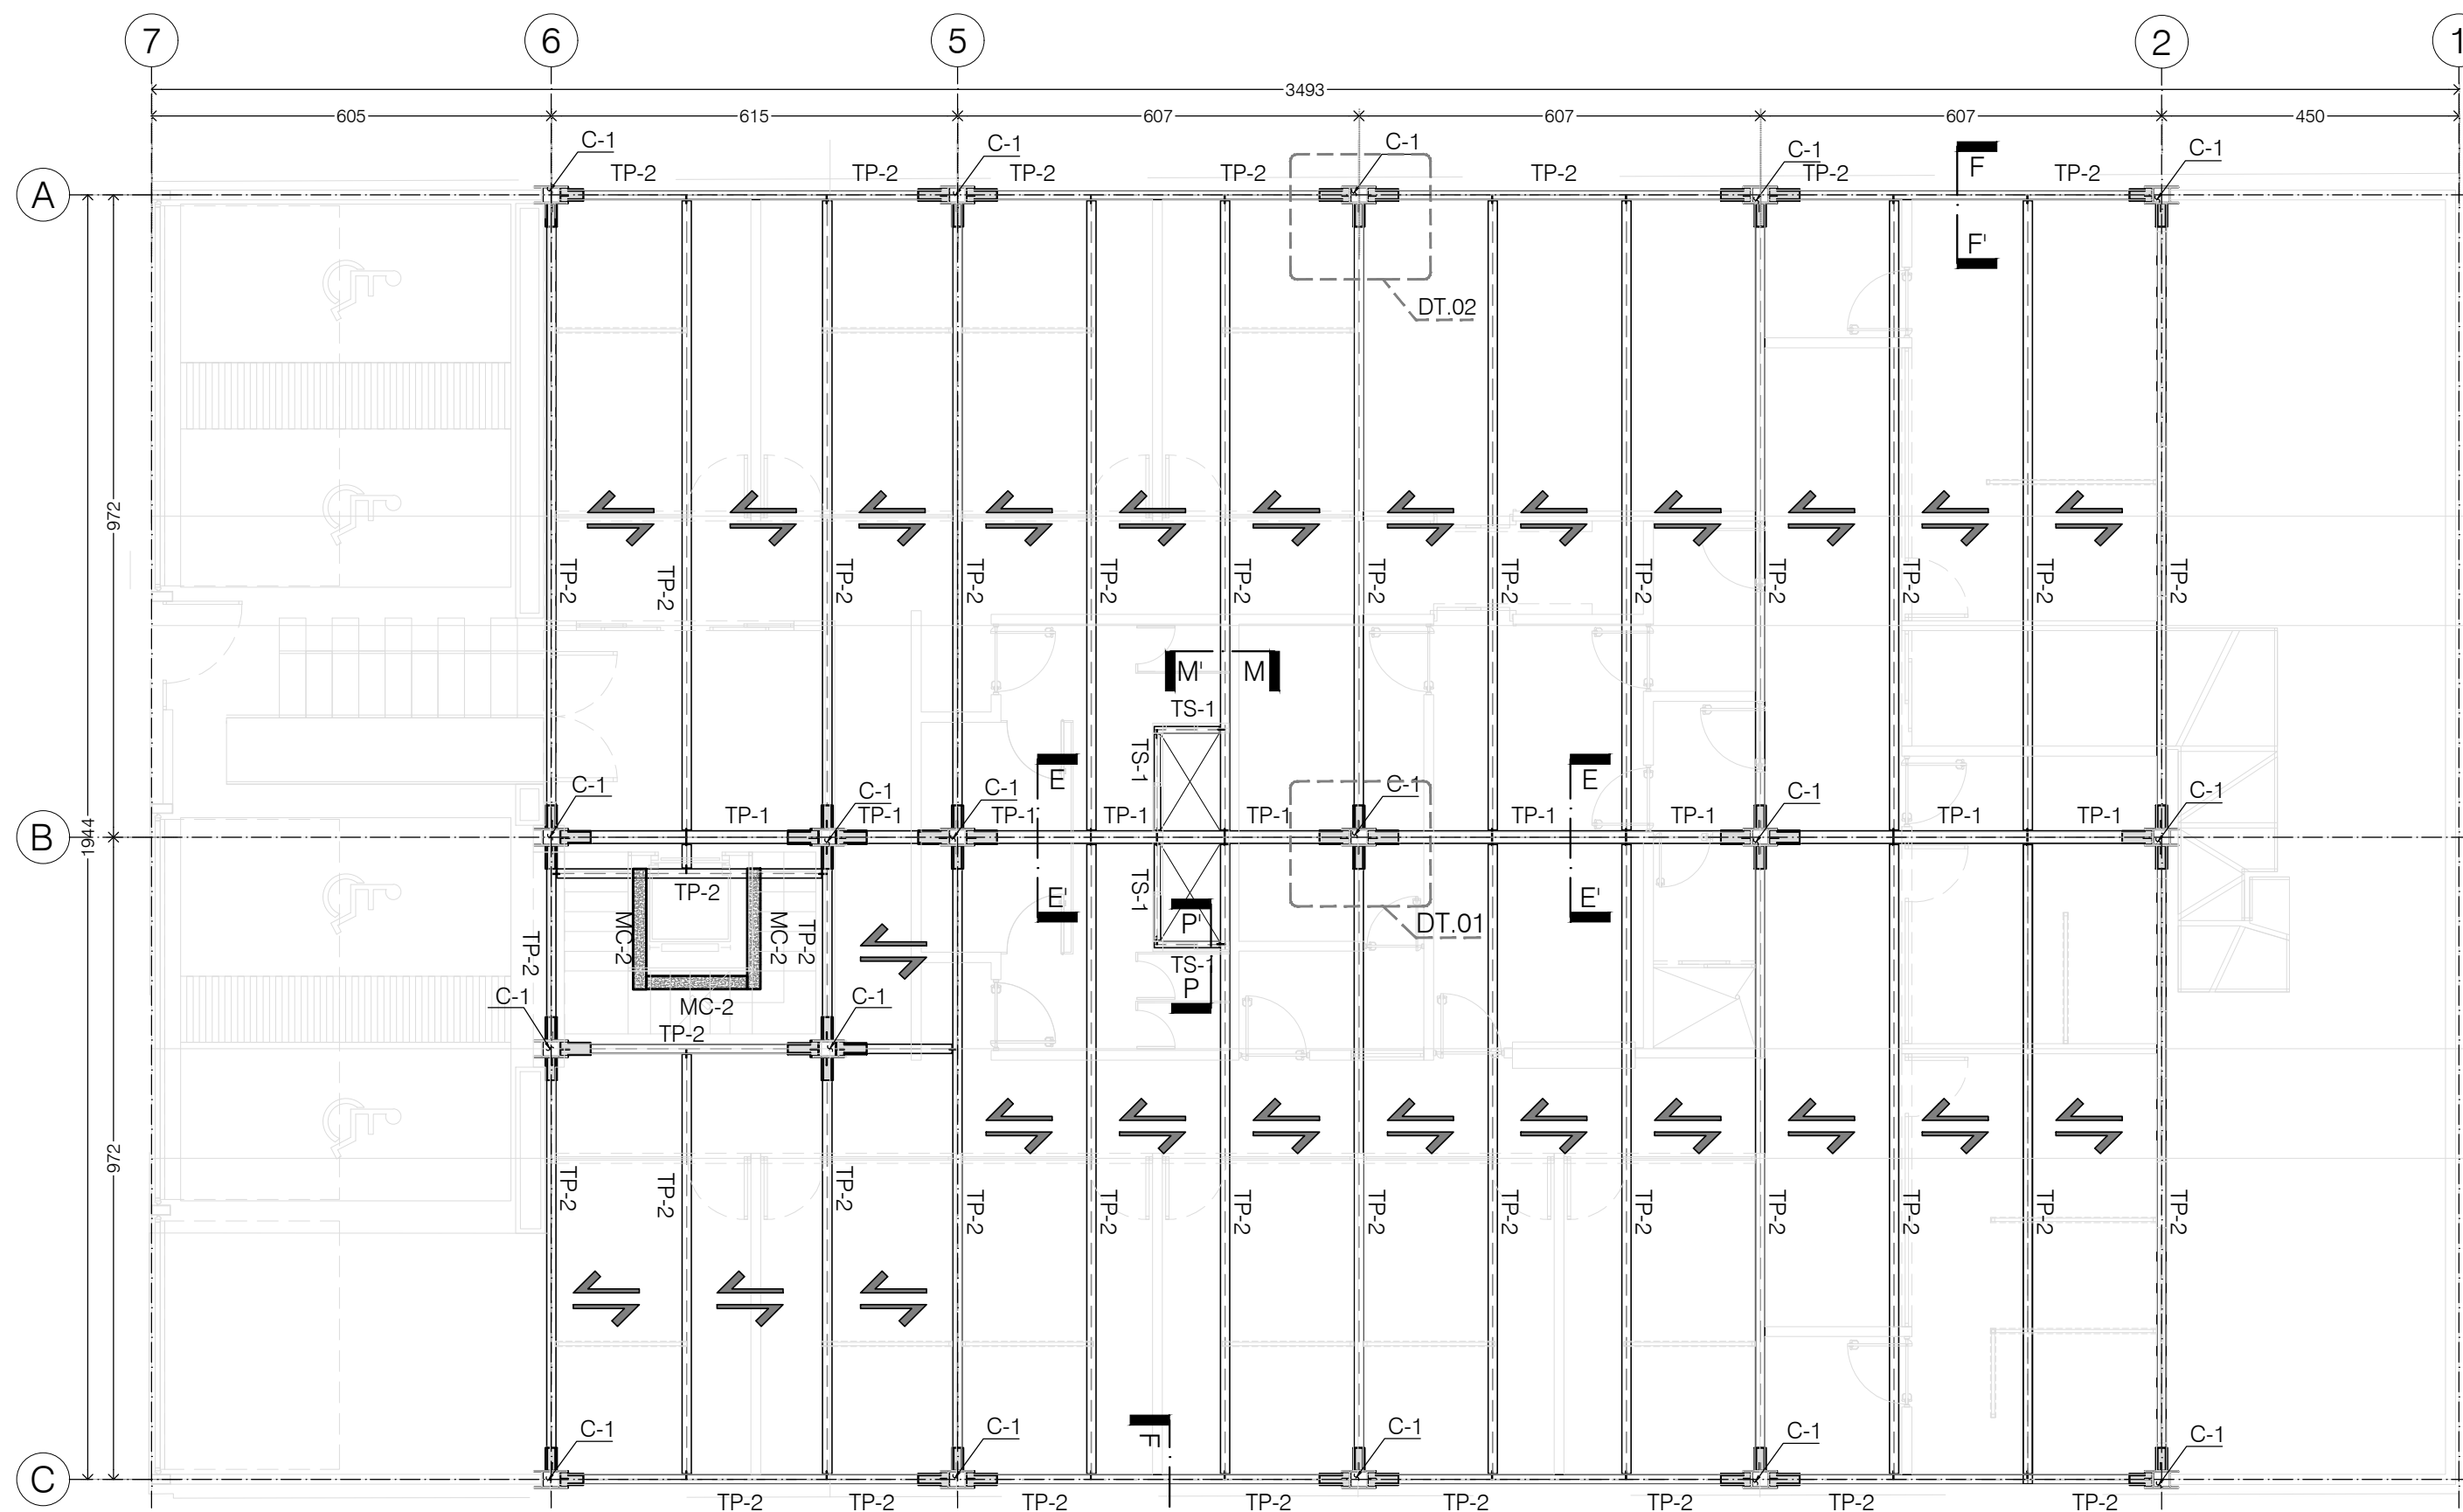 7 6 5 2 1
3493
605 615 607 607 607 450
C-1 C-1 C-1 C-1 C-1
TP-2 TP-2 TP-2 TP-2 TP-2 TP-2 TP-2
F
A
F'
DT.02
972
TP-2 TP-2 TP-2 TP-2 TP-2 TP-2 TP-2 TP-2 TP-2 TP-2 TP-2 TP-2 TP-2
M' M
TS-1
TS-1
E E
C-1 C-1 C-1 C-1 C-1 C-1
TP-1 TP-1 TP-1 TP-1 TP-1 TP-1 TP-1 TP-1 TP-1
B
1944
TP-2
TS-1
E' E'
P'
DT.01
MC-2 MC-2 TP-2
TP-2
TS-1
P
C-1 MC-2 C-1
TP-2
972
TP-2 TP-2 TP-2 TP-2 TP-2 TP-2 TP-2 TP-2 TP-2 TP-2 TP-2 TP-2 TP-2
F
C-1 C-1 C-1 C-1 C-1
C
TP-2 TP-2 TP-2 TP-2 TP-2 TP-2 TP-2 TP-2